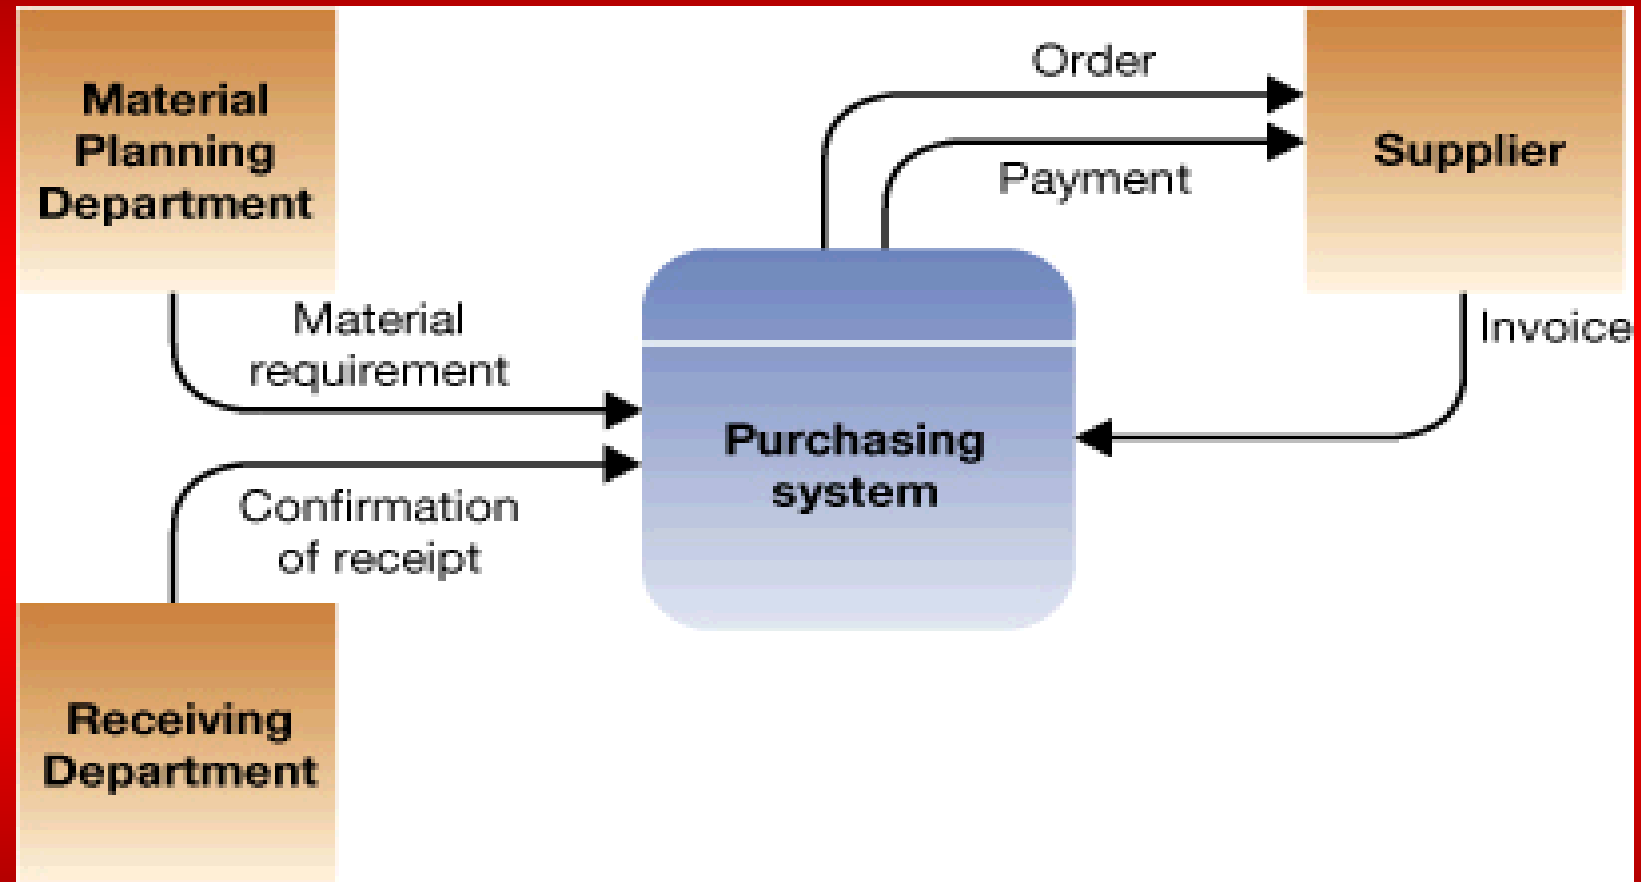 Material
Planning
Department
Order
Payment
Supplier
Invoice
Material
requirement
Purchasing
system
Confirmation
of receipt
Receiving
Department